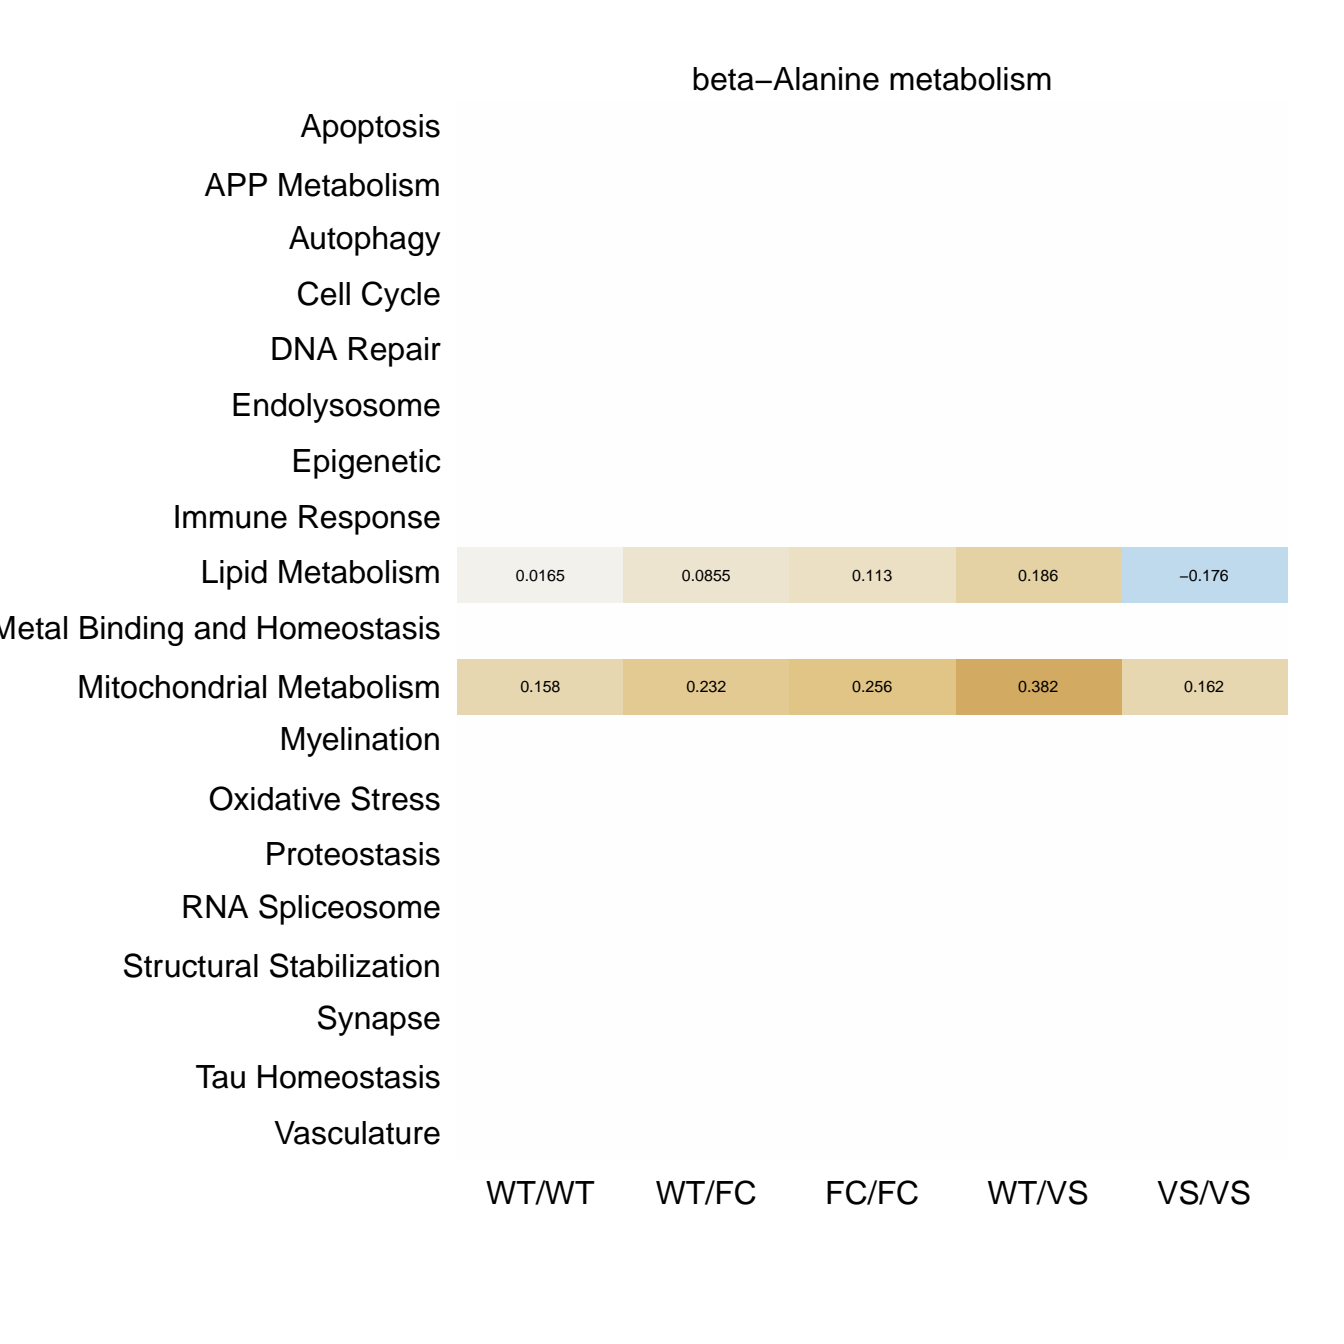 beta−Alanine metabolism
Apoptosis
APP Metabolism
Autophagy
Cell Cycle
DNA Repair
Endolysosome
Epigenetic
Immune Response
Lipid Metabolism 0.0165 0.0855 0.113 0.186 −0.176
Metal Binding and Homeostasis
Mitochondrial Metabolism 0.158 0.232 0.256 0.382 0.162
Myelination
Oxidative Stress
Proteostasis
RNA Spliceosome
Structural Stabilization
Synapse
Tau Homeostasis
Vasculature
WT/WT WT/FC FC/FC WT/VS VS/VS